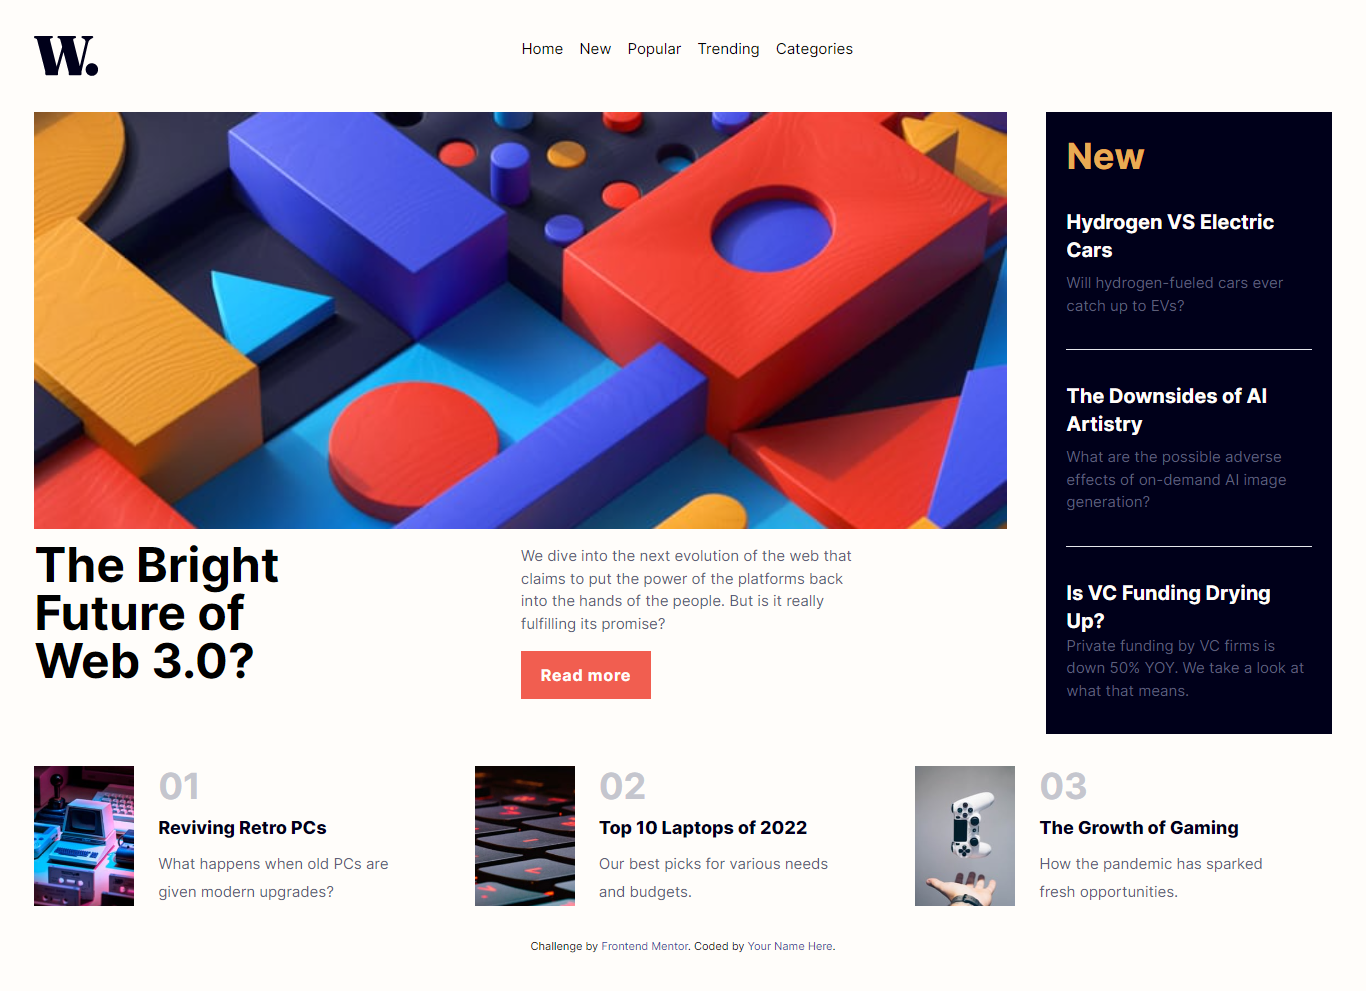 W.
Home New Popular Trending Categories
New
Hydrogen VS Electric
Cars
Will hydrogen-fueled cars ever
catch up to EVs?
The Downsides of AI
Artistry
What are the possible adverse
effects of on-demand AI image
generation?
Is VC Funding Drying
Up?
Private funding by VC firms is
down 50% YOY. We take a look at
what that means.
The Bright
Future of
Web 3.0?
We dive into the next evolution of the web that
claims to put the power of the platforms back
into the hands of the people. But is it really
fulfilling its promise?
Read more
01
Reviving Retro PCs
What happens when old PCs are
given modern upgrades?
02
Top 10 Laptops of 2022
Our best picks for various needs
and budgets.
03
The Growth of Gaming
How the pandemic has sparked
fresh opportunities.
Challenge by Frontend Mentor. Coded by Your Name Here.